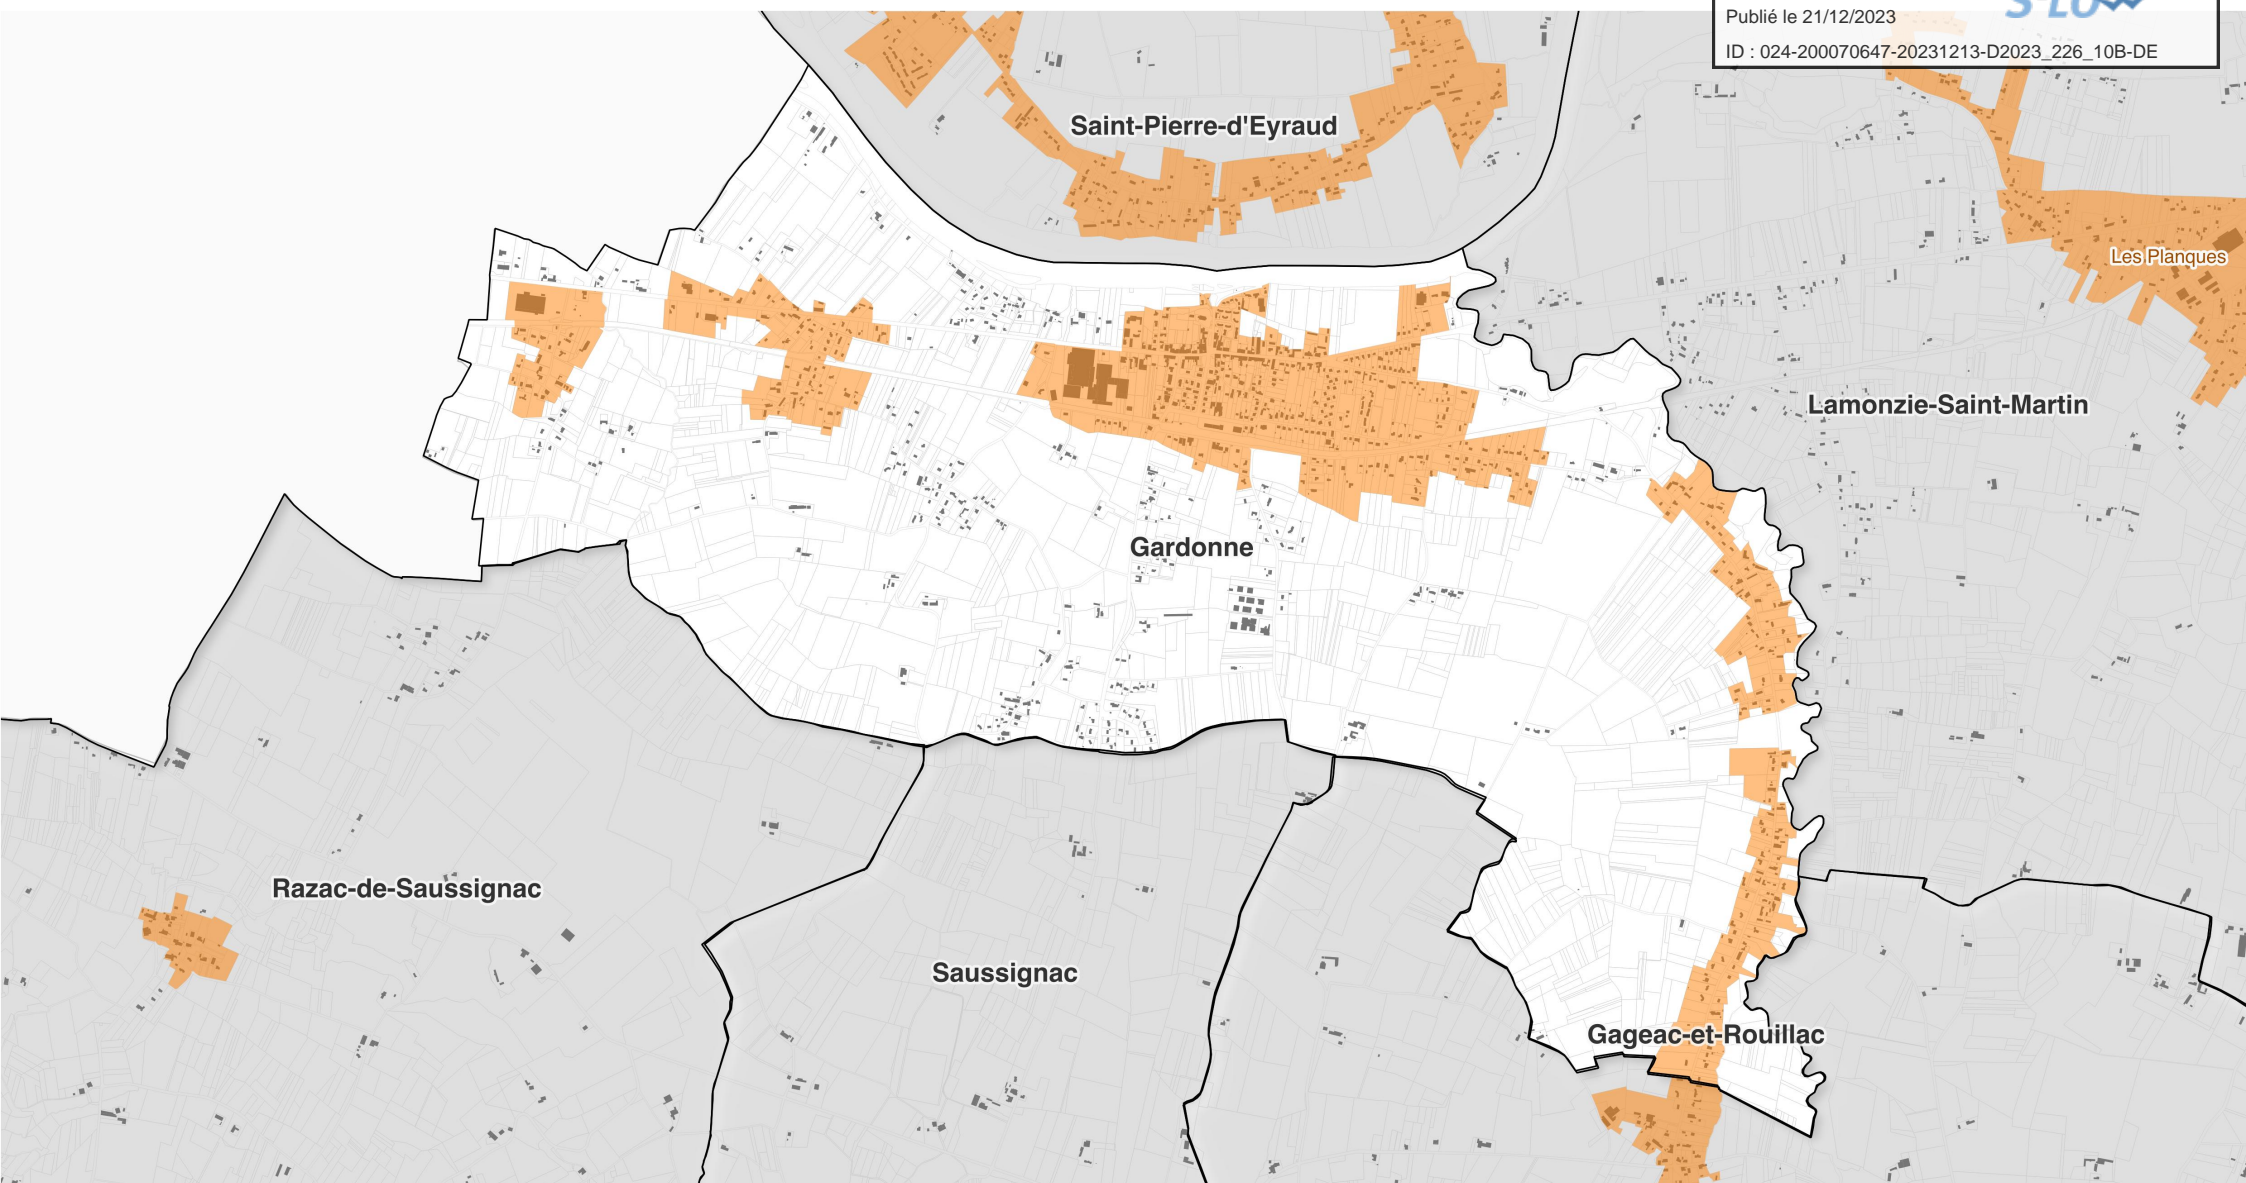 Publié le 21/12/2023
S²LO
ID : 024-200070647-20231213-D2023_226_10B-DE
Saint-Pierre-d'Eyraud
Les Planques
Lamonzie-Saint-Martin
Gardonne
Razac-de-Saussignac
Saussignac
Gageac-et-Rouillac